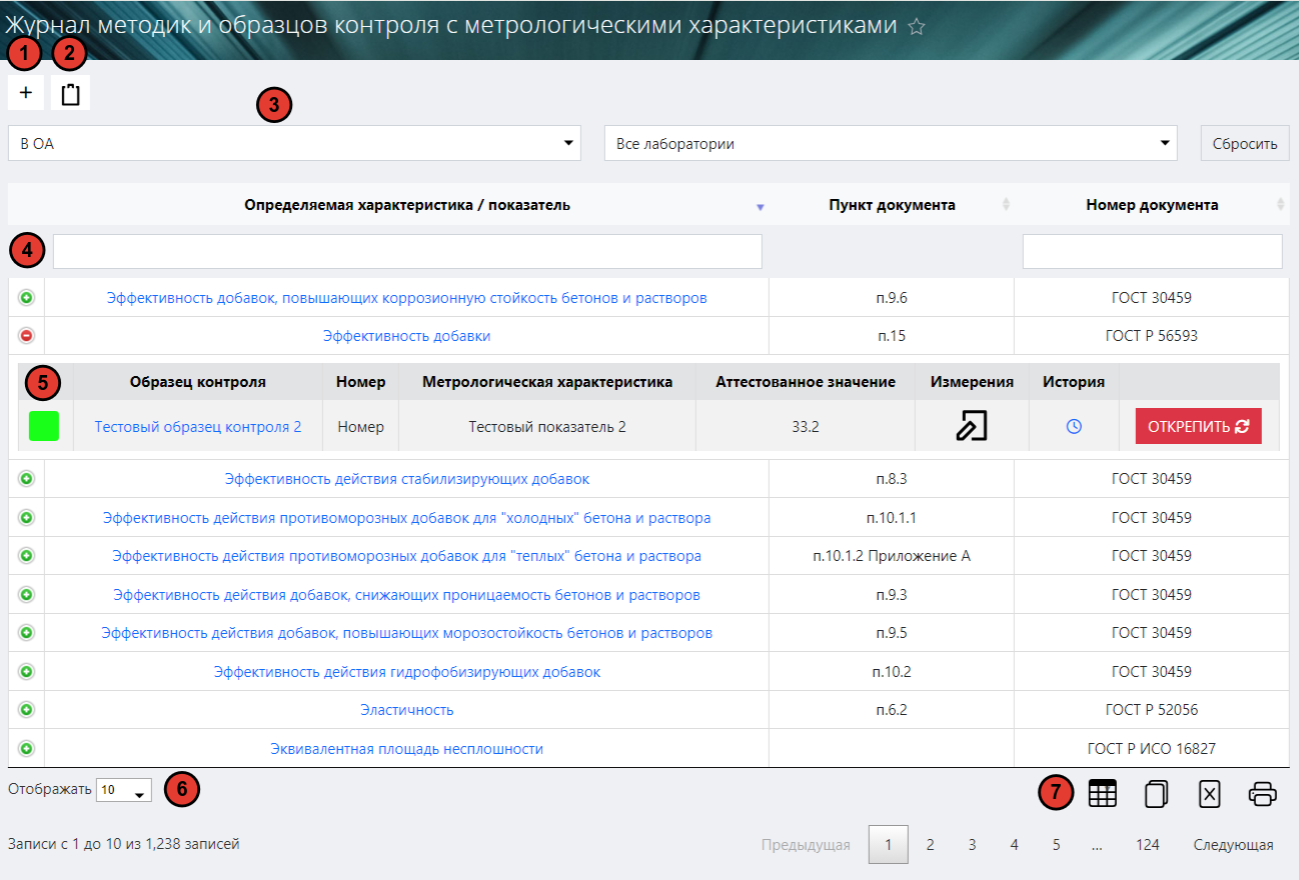 Журнал методик и образцов контроля с метрологическими характеристиками
1 2
+
3
В ОА Все лаборатории Сбросить
Определяемая характеристика / показатель Пункт документа Номер документа
4
Эффективность добавок, повышающих коррозионную стойкость бетонов и растворов п.9.6 ГОСТ 30459
Эффективность добавки п.15 ГОСТ Р 56593
5 Образец контроля Номер Метрологическая характеристика Аттестованное значение Измерения История
Тестовый образец контроля 2 Номер Тестовый показатель 2 33.2 ОТКРЕПИТЬ
Эффективность действия стабилизирующих добавок п.8.3 ГОСТ 30459
Эффективность действия противоморозных добавок для "холодных" бетона и раствора п.10.1.1 ГОСТ 30459
Эффективность действия противоморозных добавок для "теплых" бетона и раствора п.10.1.2 Приложение А ГОСТ 30459
Эффективность действия добавок, снижающих проницаемость бетонов и растворов п.9.3 ГОСТ 30459
Эффективность действия добавок, повышающих морозостойкость бетонов и растворов п.9.5 ГОСТ 30459
Эффективность действия гидрофобизирующих добавок п.10.2 ГОСТ 30459
Эластичность п.6.2 ГОСТ Р 52056
Эквивалентная площадь несплошности ГОСТ Р ИСО 16827
Отображать 10 6 7
Записи с 1 до 10 из 1,238 записей Предыдущая 1 2 3 4 5 ... 124 Следующая